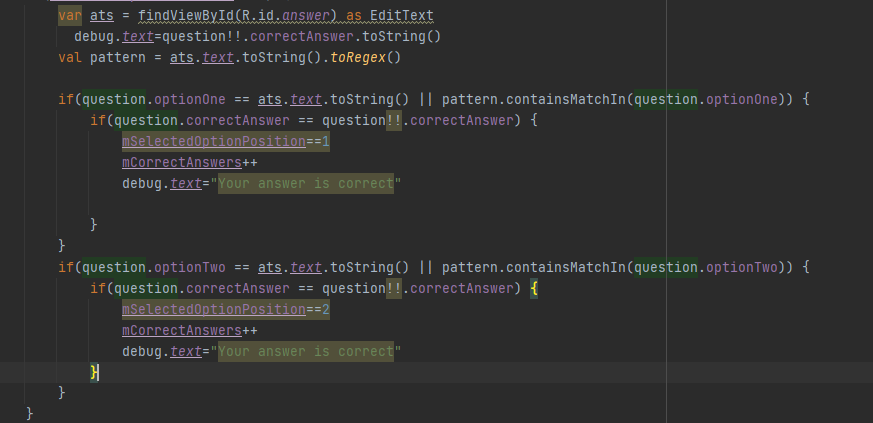 var ats = findViewById(R.id.answer) as EditText
debug.text=question!!.correctAnswer.toString()
val pattern = ats.text.toString().toRegex()
if(question.optionOne == ats.text.toString() || pattern.containsMatchIn(question.optionOne)) {
if(question.correctAnswer == question!!.correctAnswer) {
mSelectedOptionPosition==1
mCorrectAnswers++
debug.text="Your answer is correct"
}
}
if(question.optionTwo == ats.text.toString() || pattern.containsMatchIn(question.optionTwo)) {
if(question.correctAnswer == question!!.correctAnswer) {
mSelectedOptionPosition==2
mCorrectAnswers++
debug.text="Your answer is correct"
}
}
}